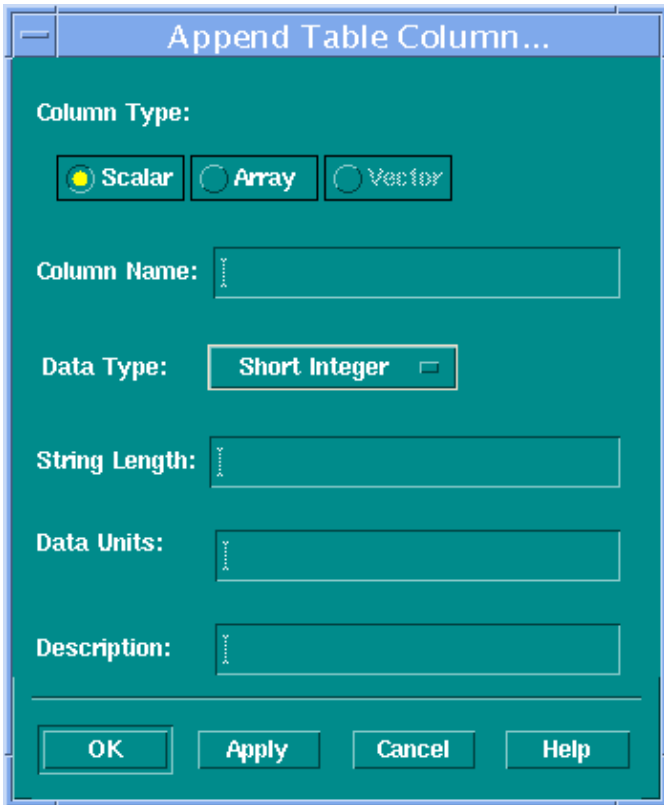 Append Table Column...
Column Type:
Scalar Array Vector
Column Name:
Data Type: Short Integer
String Length:
Data Units:
Description:
OK Apply Cancel Help